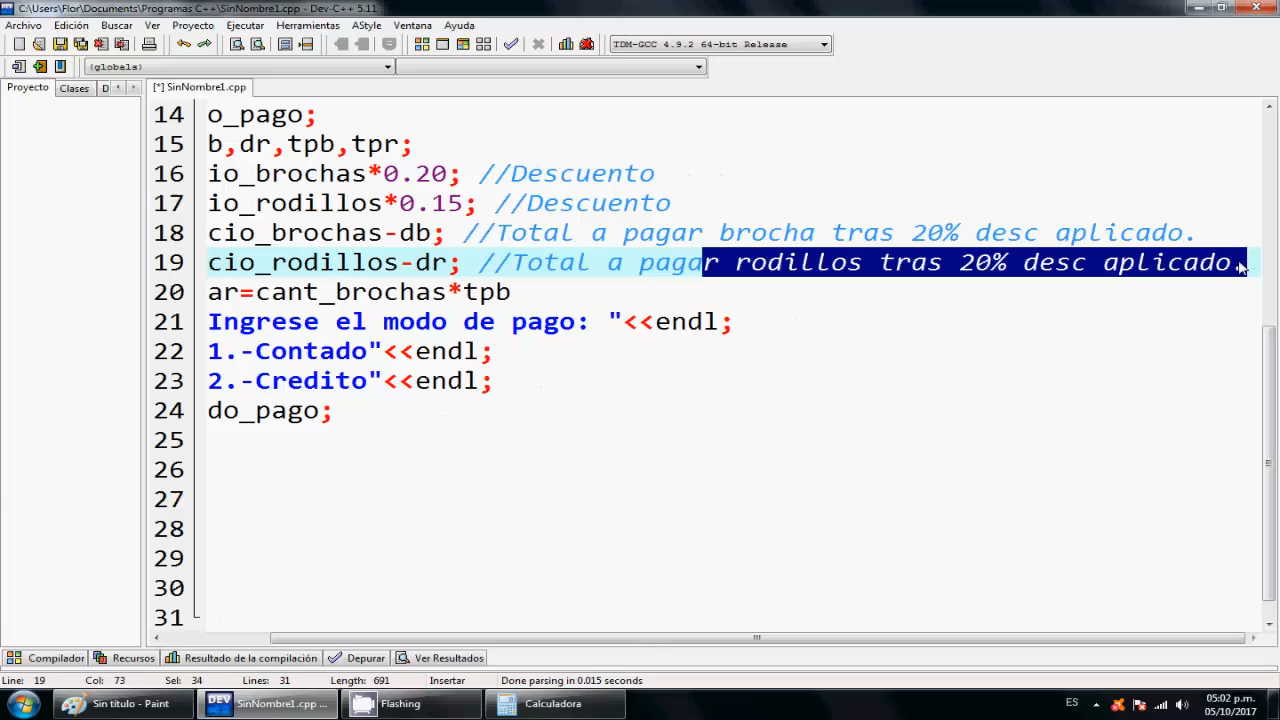 C:\Users\Flor\Documents\Programas C++\SinNombre1.cpp - Dev-C++ 5.11
Archivo Edición Buscar Ver Proyecto Ejecutar Herramientas AStyle Ventana Ayuda
TDM-GCC 4.9.2 64-bit Release
(globals)
Proyecto Clases D [*] SinNombre1.cpp
14 o_pago;
15 b,dr,tpb,tpr;
16 io_brochas*0.20; //Descuento
17 io_rodillos*0.15; //Descuento
18 cio_brochas-db; //Total a pagar brocha tras 20% desc aplicado.
19 cio_rodillos-dr; //Total a pagar rodillos tras 20% desc aplicado.
20 ar=cant_brochas*tpb
21 Ingrese el modo de pago: "<<endl;
22 1.-Contado"<<endl;
23 2.-Credito"<<endl;
24 do_pago;
25
26
27
28
29
30
31
Compilador Recursos Resultado de la compilación Depurar Ver Resultados
Line: 19 Col: 73 Sel: 34 Lines: 31 Length: 691 Insertar Done parsing in 0.015 seconds
Sin título - Paint DEV SinNombre1.cpp ... Flashing Calculadora ES 05:02 p.m.
05/10/2017